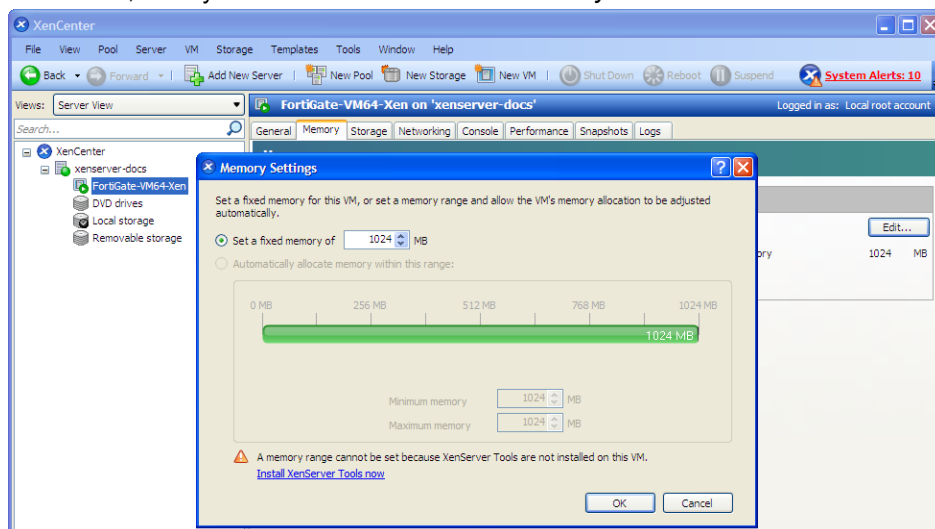 XenCenter
File View Pool Server VM Storage Templates Tools Window Help
Back Forward Add New Server New Pool New Storage New VM Shut Down Reboot Suspend System Alerts: 10
Views: Server View
FortiGate-VM64-Xen on 'xenserver-docs' Logged in as: Local root account
Search...
General Memory Storage Networking Console Performance Snapshots Logs
XenCenter
xenserver-docs
FortiGate-VM64-Xen
DVD drives
Local storage
Removable storage
Memory Settings
Set a fixed memory for this VM, or set a memory range and allow the VM's memory allocation to be adjusted
automatically.
Set a fixed memory of 1024 MB
Automatically allocate memory within this range:
0 MB 256 MB 512 MB 768 MB 1024 MB
1024 MB
Minimum memory 1024 MB
Maximum memory 1024 MB
A memory range cannot be set because XenServer Tools are not installed on this VM.
Install XenServer Tools now
OK Cancel
Edit...
1024 MB